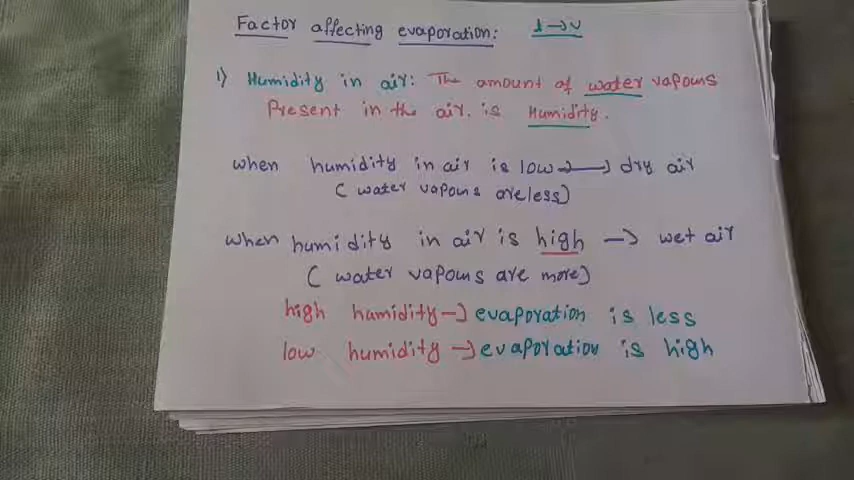 Factor affecting evaporation: l→v
1) Humidity in air: The amount of water vapours
Present in the air. is Humidity.
when humidity in air is low → dry air
( water vapours are less)
when humidity in air is high → wet air
( water vapours are more)
high humidity → evaporation is less
low humidity → evaporation is high